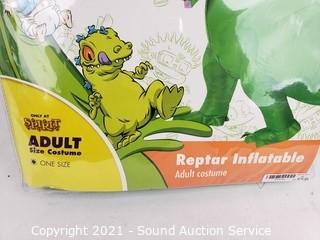 ONLY AT
SPIRIT
ADULT
Size Costume
ONE SIZE
Reptar Inflatable
Adult costume
Copyright 2021 - Sound Auction Service